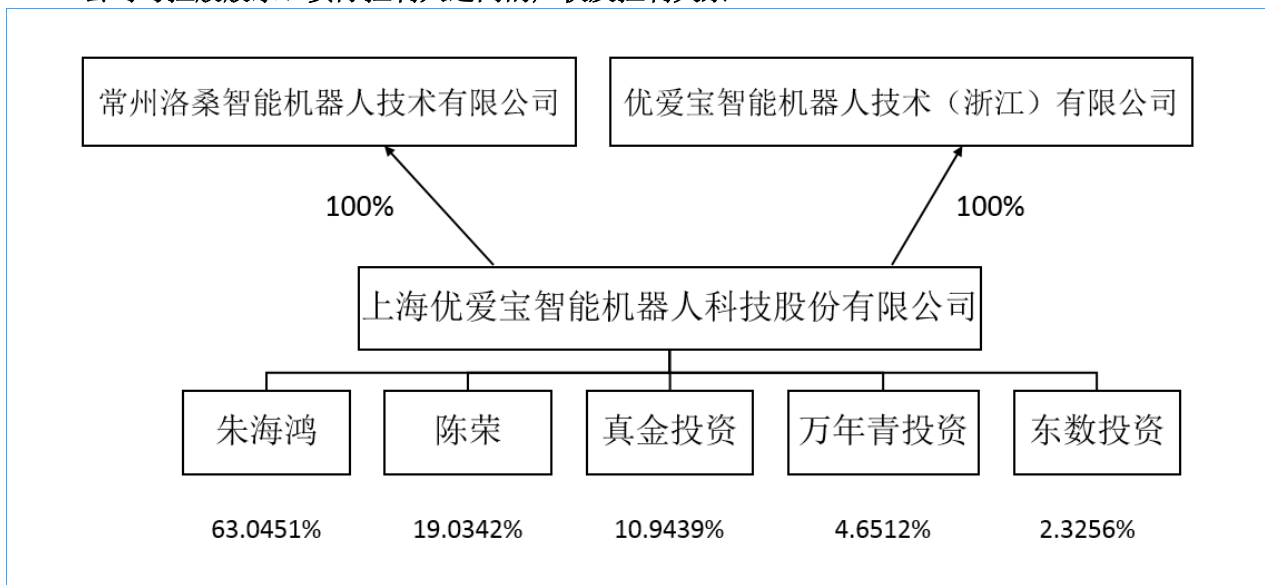 常州洛桑智能机器人技术有限公司
优爱宝智能机器人技术（浙江）有限公司
100%
100%
上海优爱宝智能机器人科技股份有限公司
朱海鸿
陈荣
真金投资
万年青投资
东数投资
63.0451%
19.0342%
10.9439%
4.6512%
2.3256%